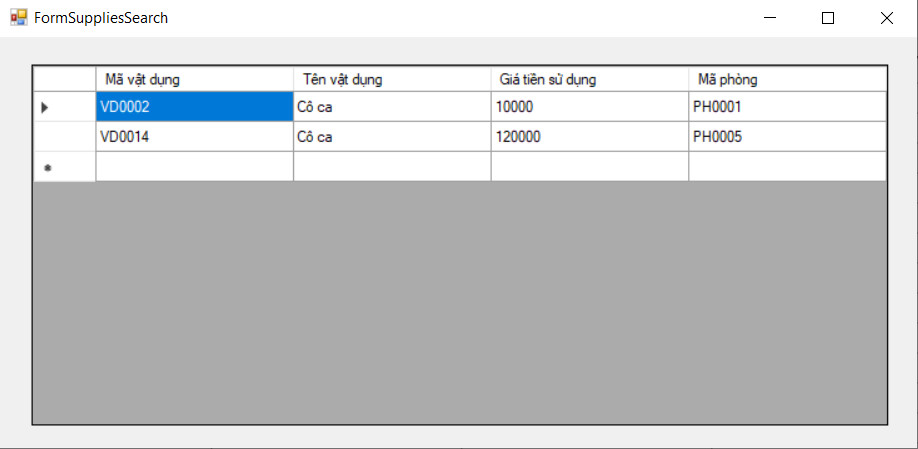 FormSuppliesSearch
Mã vật dụng Tên vật dụng Giá tiền sử dụng Mã phòng
VD0002 Cô ca 10000 PH0001
VD0014 Cô ca 120000 PH0005